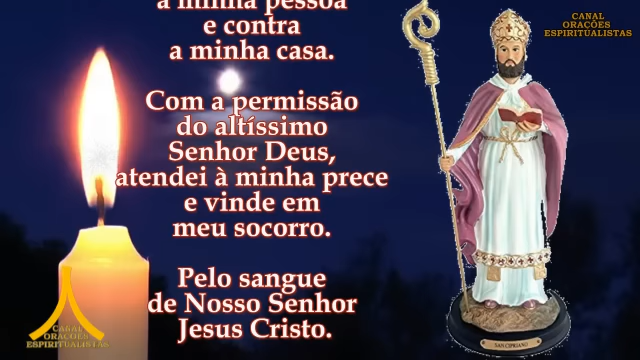 a minha pessoa
e contra
a minha casa.
Com a permissão
do altíssimo
Senhor Deus,
atendei à minha prece
e vinde em
meu socorro.
Pelo sangue
de Nosso Senhor
Jesus Cristo.
CANAL
ORAÇÕES
ESPIRITUALISTAS
CANAL
ORAÇÕES
ESPIRITUALISTAS
SAN CIPRIANO